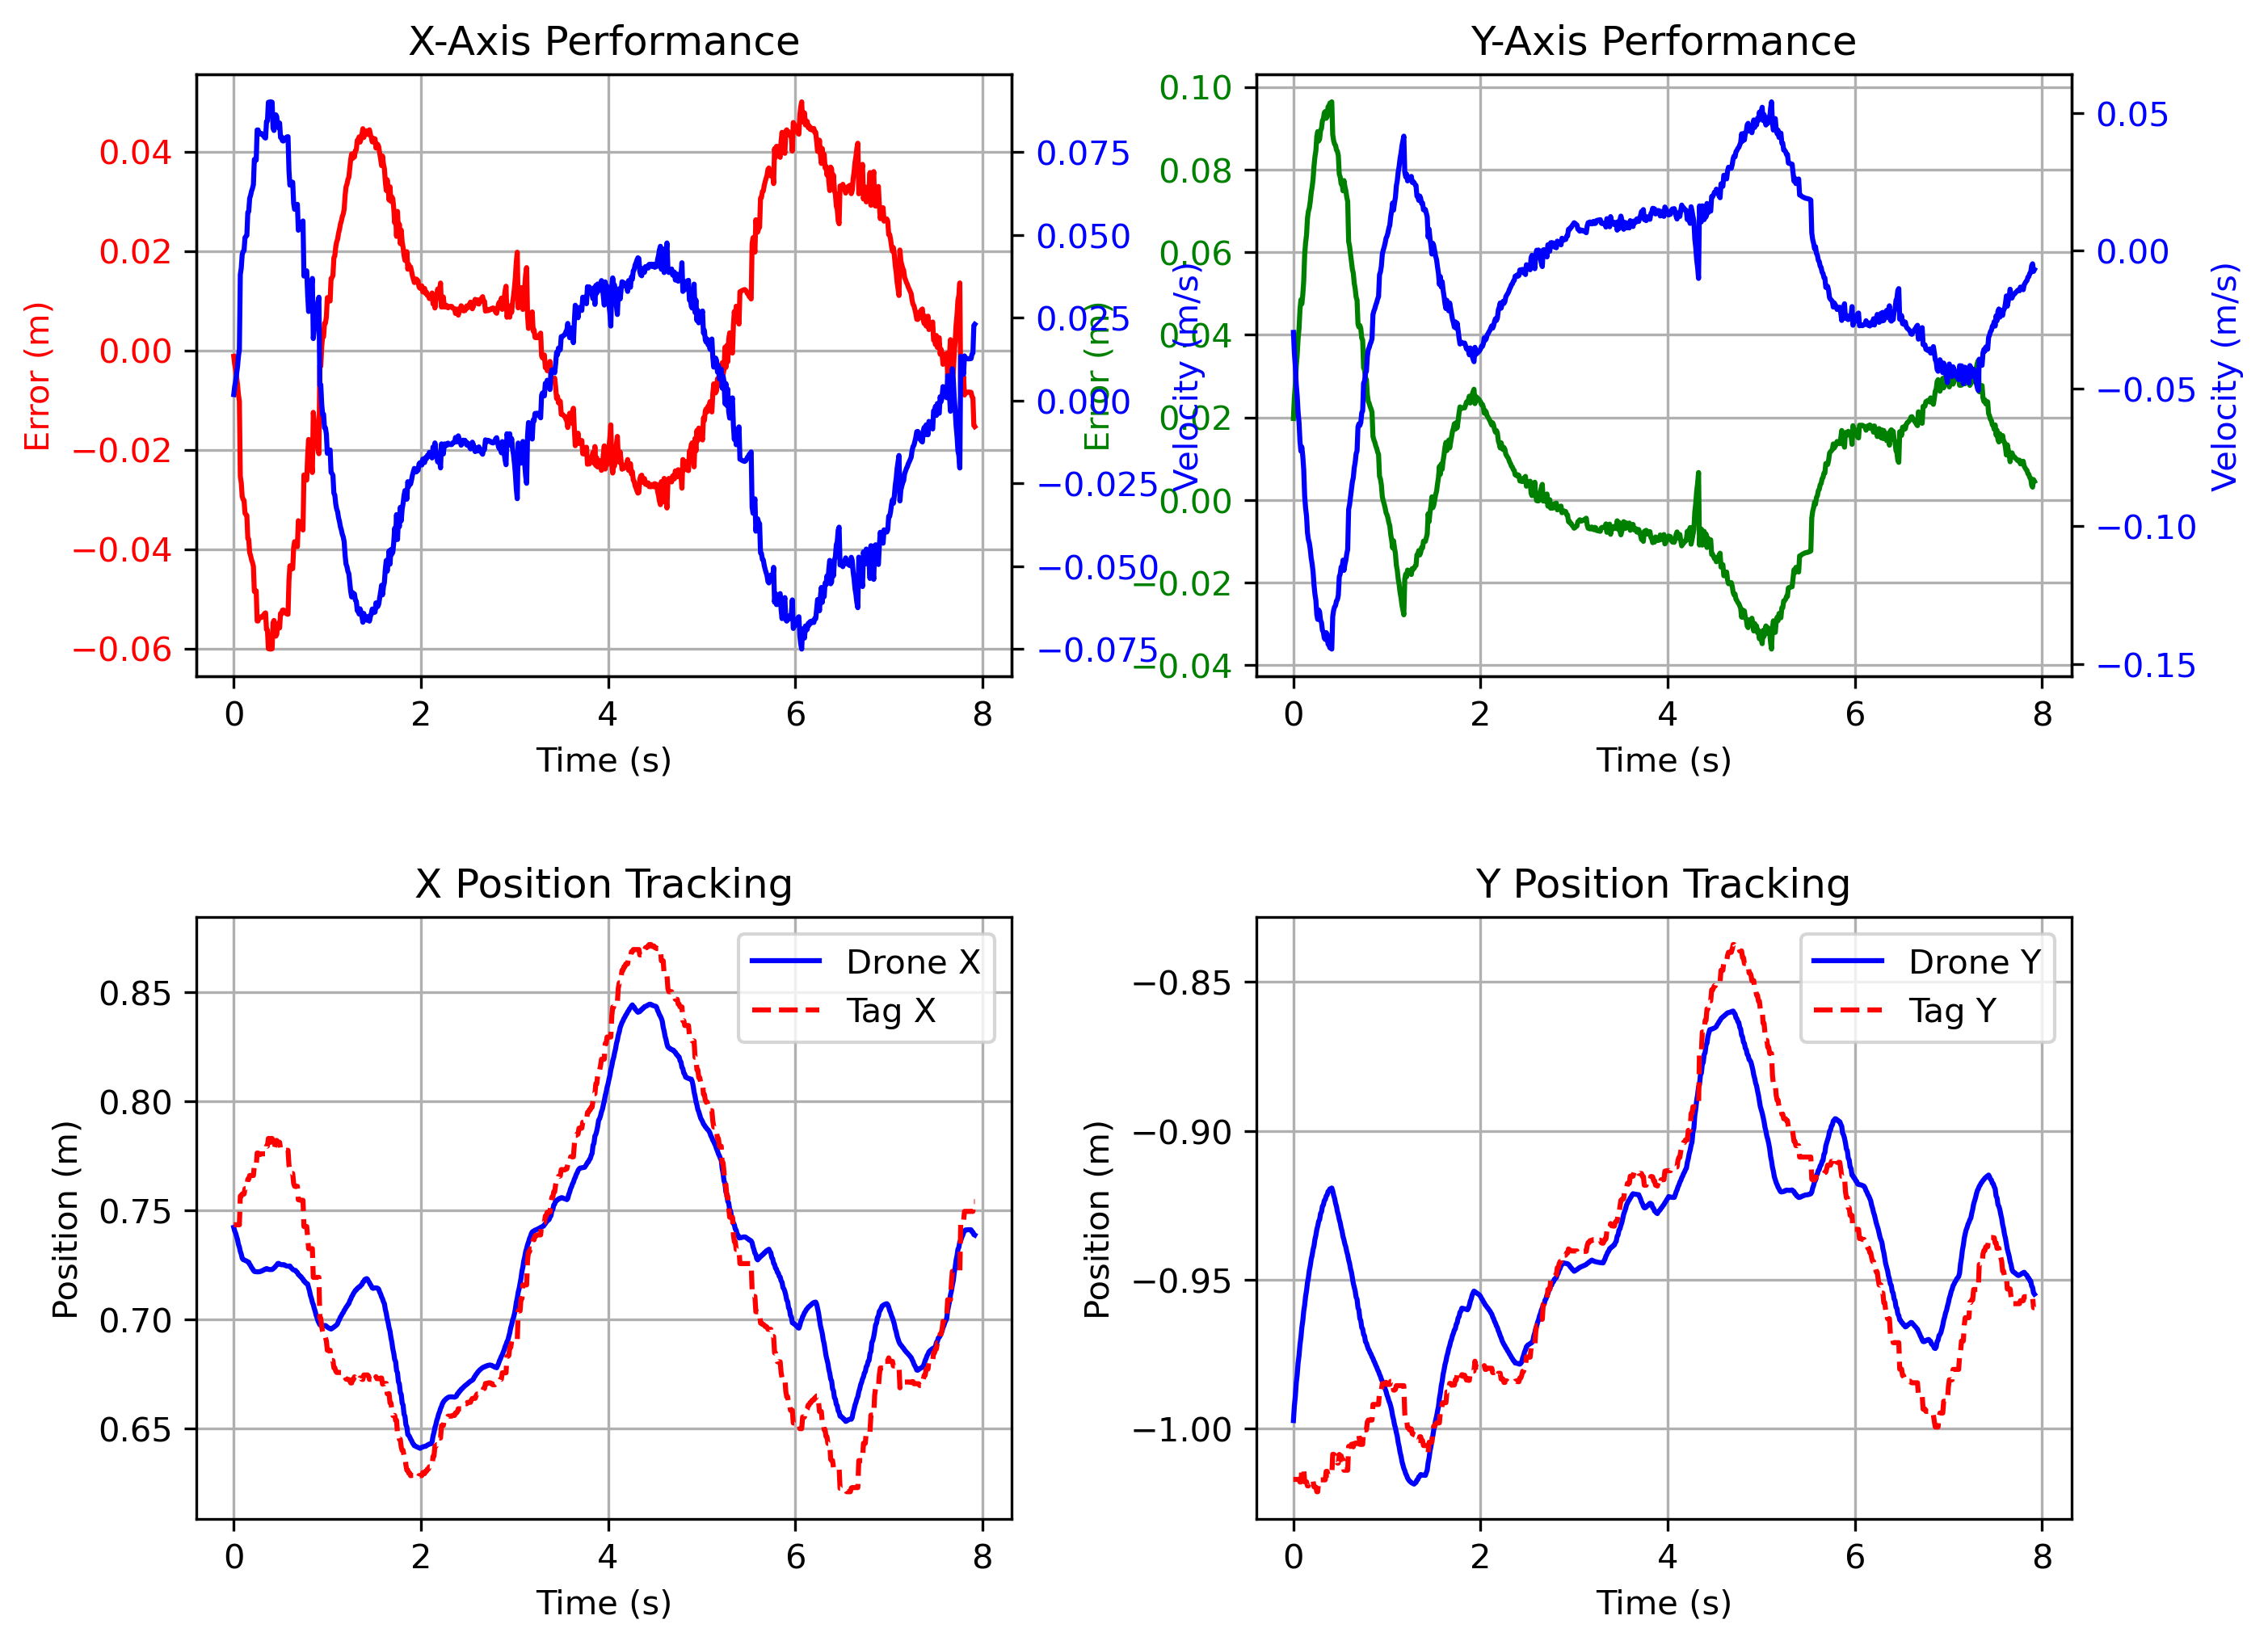 X-Axis Performance
Y-Axis Performance
Error (m)
0.04
0.02
0.00
−0.02
−0.04
−0.06
0.075
0.050
0.025
0.000
−0.025
−0.050
−0.075
Velocity (m/s)
0 2 4 6 8
Time (s)
Error (m)
0.10
0.08
0.06
0.04
0.02
0.00
−0.02
−0.04
0.05
0.00
−0.05
−0.10
−0.15
Velocity (m/s)
0 2 4 6 8
Time (s)
X Position Tracking
Position (m)
0.85
0.80
0.75
0.70
0.65
Drone X
Tag X
0 2 4 6 8
Time (s)
Y Position Tracking
Position (m)
−0.85
−0.90
−0.95
−1.00
Drone Y
Tag Y
0 2 4 6 8
Time (s)